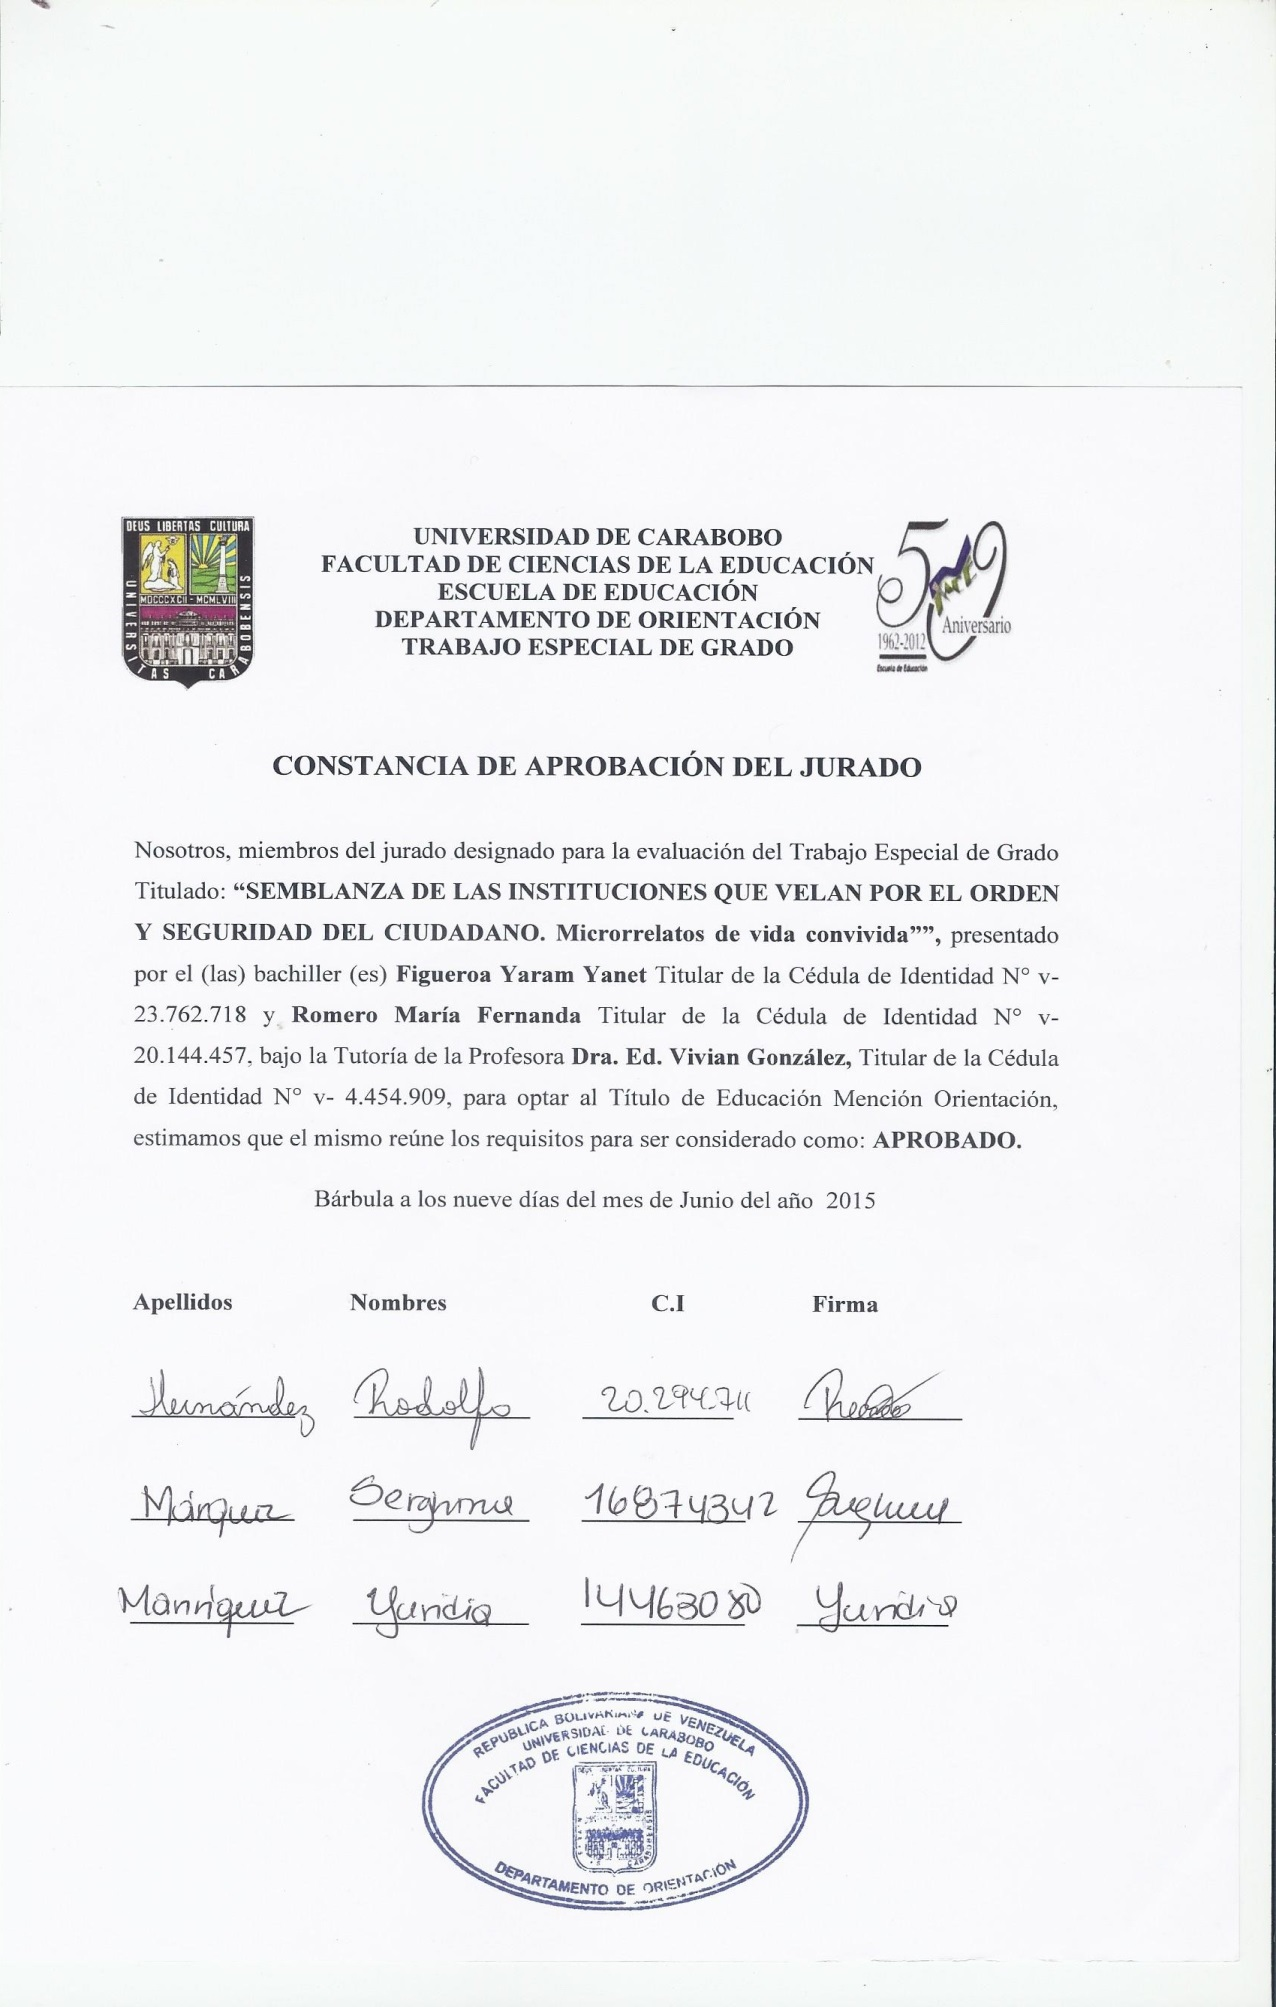 DEUS LIBERTAS CULTURA
UNIVERSITAS CARABOBENSIS
MDCCCXCII - MCMLVIII
UNIVERSIDAD DE CARABOBO
FACULTAD DE CIENCIAS DE LA EDUCACIÓN
ESCUELA DE EDUCACIÓN
DEPARTAMENTO DE ORIENTACIÓN
TRABAJO ESPECIAL DE GRADO
50
Aniversario
1962-2012
Escuela de Educación
CONSTANCIA DE APROBACIÓN DEL JURADO
Nosotros, miembros del jurado designado para la evaluación del Trabajo Especial de Grado
Titulado: “SEMBLANZA DE LAS INSTITUCIONES QUE VELAN POR EL ORDEN
Y SEGURIDAD DEL CIUDADANO. Microrrelatos de vida convivida””, presentado
por el (las) bachiller (es) Figueroa Yaram Yanet Titular de la Cédula de Identidad N° v-
23.762.718 y Romero María Fernanda Titular de la Cédula de Identidad N° v-
20.144.457, bajo la Tutoría de la Profesora Dra. Ed. Vivian González, Titular de la Cédula
de Identidad N° v- 4.454.909, para optar al Título de Educación Mención Orientación,
estimamos que el mismo reúne los requisitos para ser considerado como: APROBADO.
Bárbula a los nueve días del mes de Junio del año 2015
Apellidos Nombres C.I Firma
Hernández Rodolfo 20.294.711
Márquez 16874342
Manrique Yuridia 14463080 Yuridia
REPUBLICA BOLIVARIANA DE VENEZUELA
UNIVERSIDAD DE CARABOBO
FACULTAD DE CIENCIAS DE LA EDUCACIÓN
DEPARTAMENTO DE ORIENTACIÓN